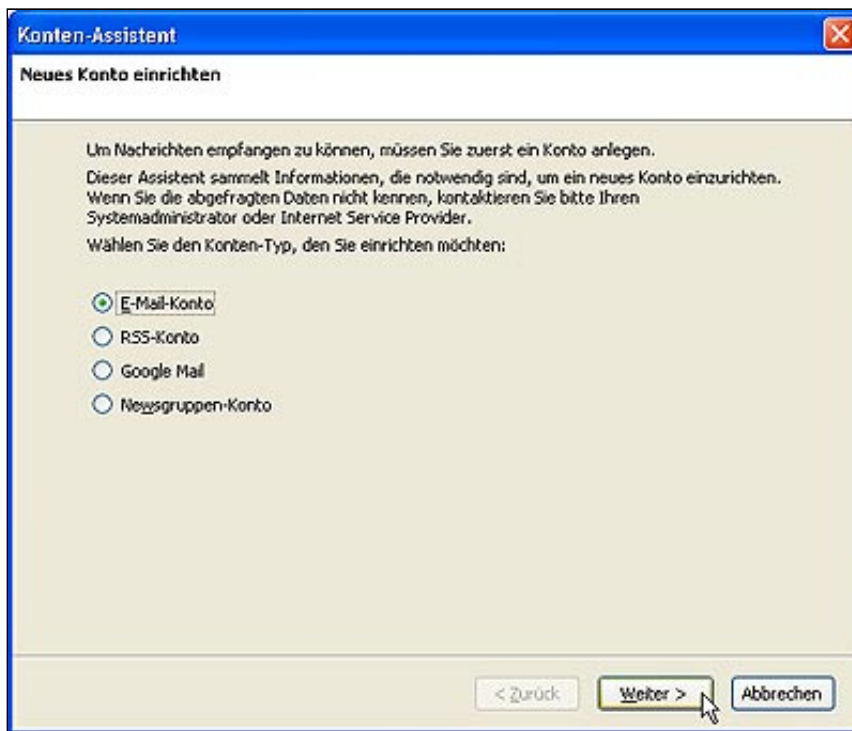 Konten-Assistent
Neues Konto einrichten
Um Nachrichten empfangen zu können, müssen Sie zuerst ein Konto anlegen.
Dieser Assistent sammelt Informationen, die notwendig sind, um ein neues Konto einzurichten.
Wenn Sie die abgefragten Daten nicht kennen, kontaktieren Sie bitte Ihren
Systemadministrator oder Internet Service Provider.
Wählen Sie den Konten-Typ, den Sie einrichten möchten:
E-Mail-Konto
RSS-Konto
Google Mail
Newsgruppen-Konto
< Zurück Weiter > Abbrechen